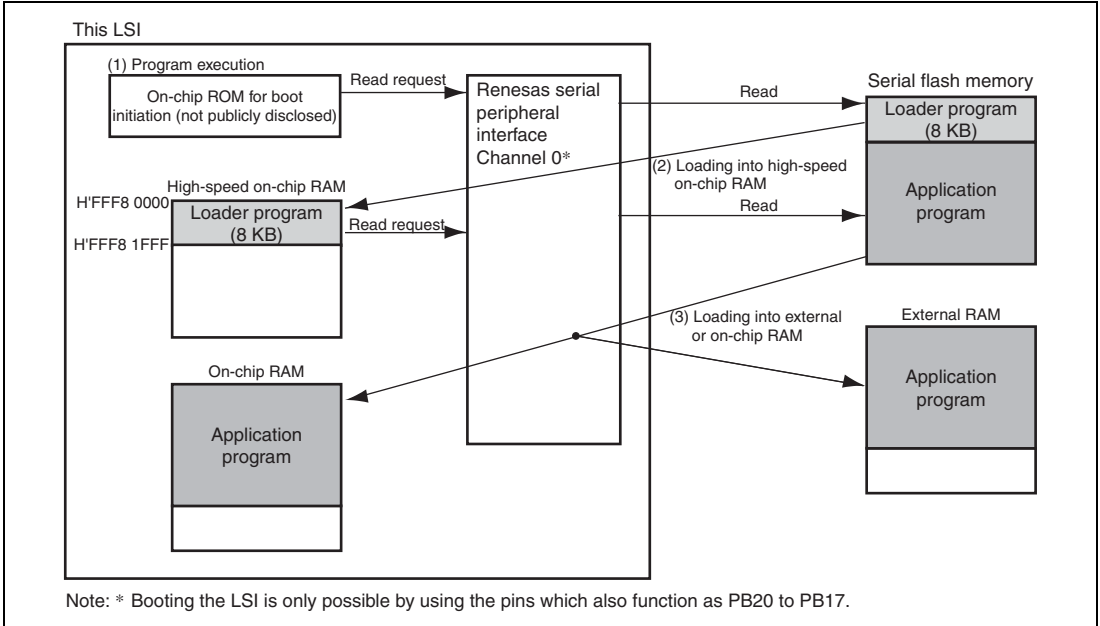 This LSI
(1) Program execution
On-chip ROM for boot
initiation (not publicly disclosed)
Read request
Renesas serial
peripheral
interface
Channel 0*
Read
Serial flash memory
Loader program
(8 KB)
(2) Loading into high-speed
on-chip RAM
Read
Application
program
High-speed on-chip RAM
H'FFF8 0000
Loader program
(8 KB)
Read request
H'FFF8 1FFF
(3) Loading into external
or on-chip RAM
External RAM
Application
program
On-chip RAM
Application
program
Note: * Booting the LSI is only possible by using the pins which also function as PB20 to PB17.